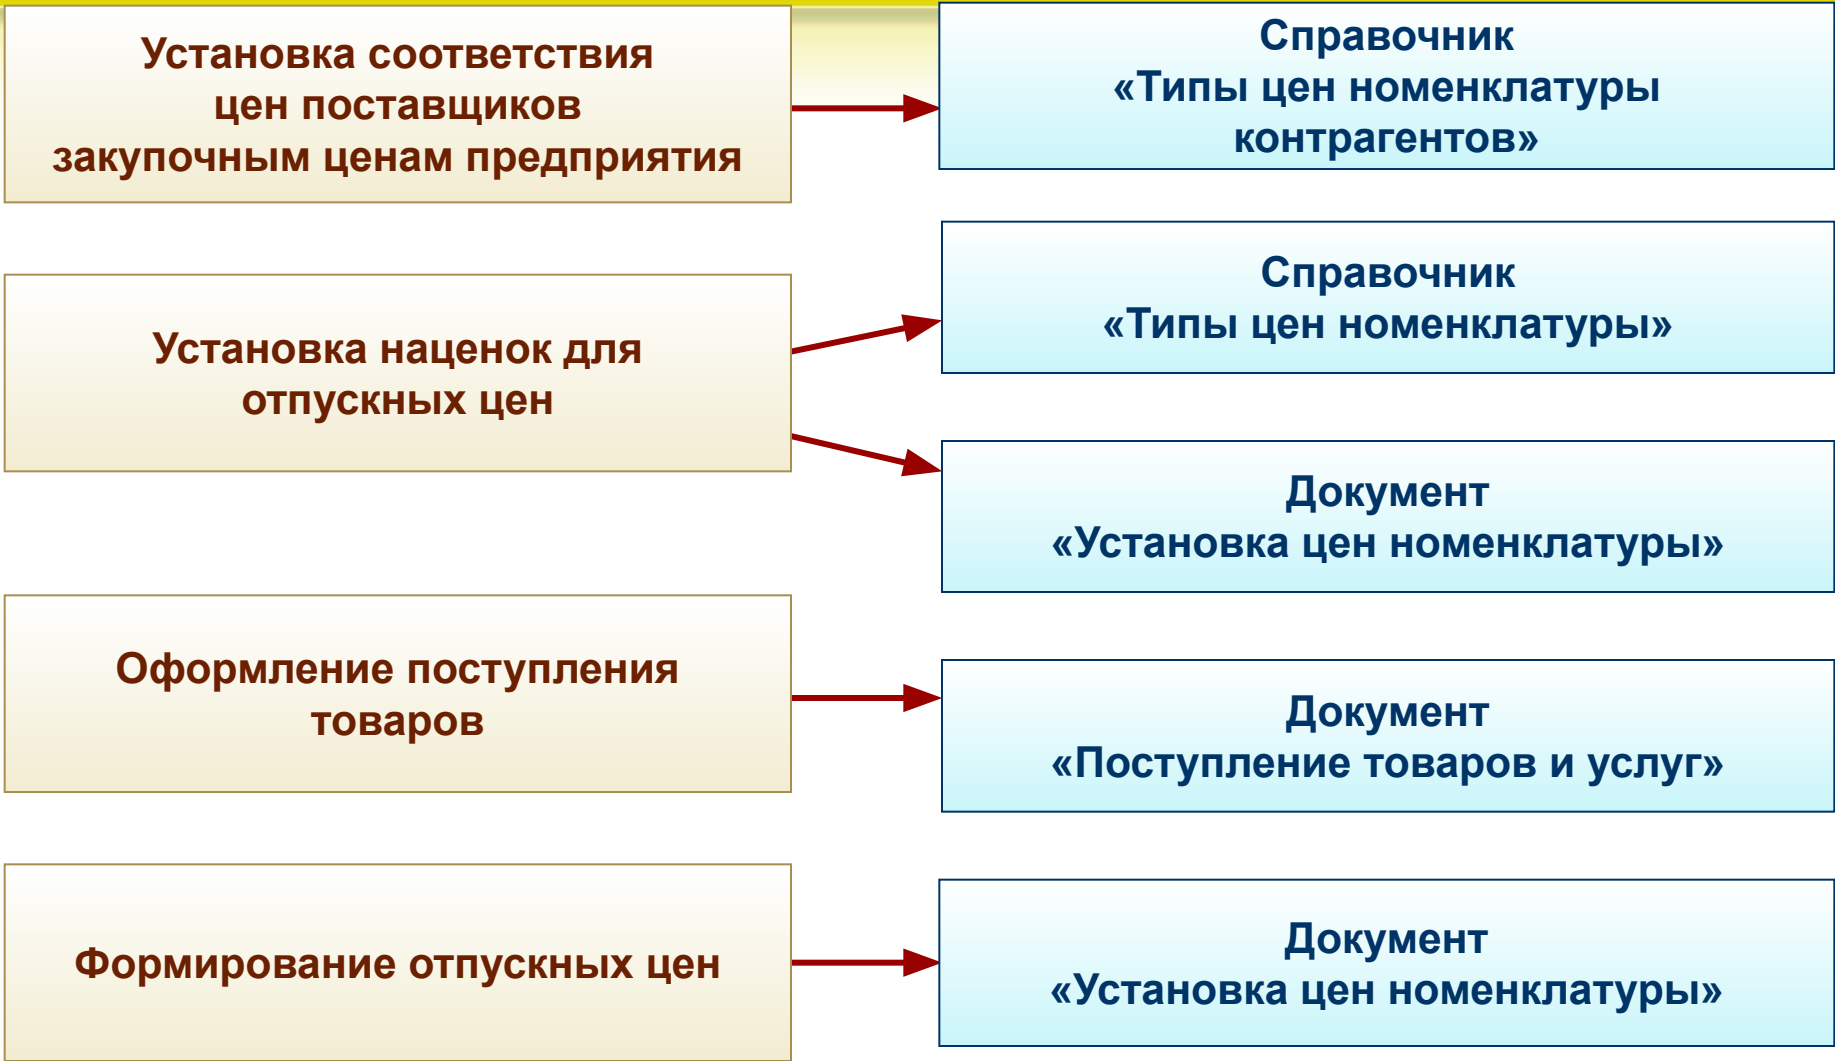 Установка соответствия
цен поставщиков
закупочным ценам предприятия
Справочник
«Типы цен номенклатуры
контрагентов»
Установка наценок для
отпускных цен
Справочник
«Типы цен номенклатуры»
Документ
«Установка цен номенклатуры»
Оформление поступления
товаров
Документ
«Поступление товаров и услуг»
Формирование отпускных цен
Документ
«Установка цен номенклатуры»